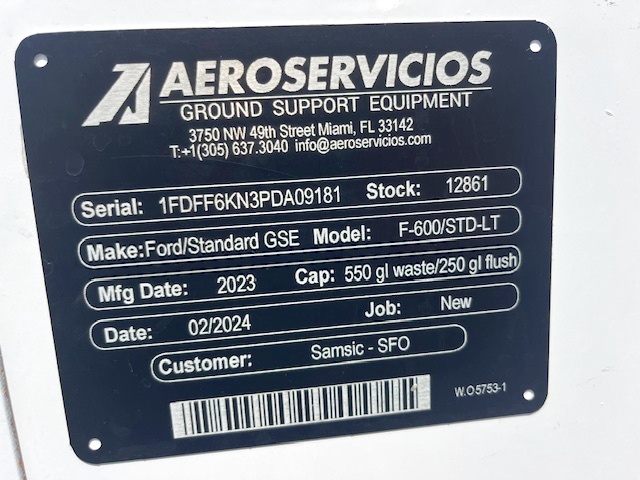 AEROSERVICIOS
GROUND SUPPORT EQUIPMENT
3750 NW 49th Street Miami, FL 33142
T:+1(305) 637.3040 info@aeroservicios.com
Serial: 1FDFF6KN3PDA09181 Stock: 12861
Make: Ford/Standard GSE Model: F-600/STD-LT
Mfg Date: 2023 Cap: 550 gl waste/250 gl flush
Date: 02/2024 Job: New
Customer: Samsic - SFO
W.O5753-1